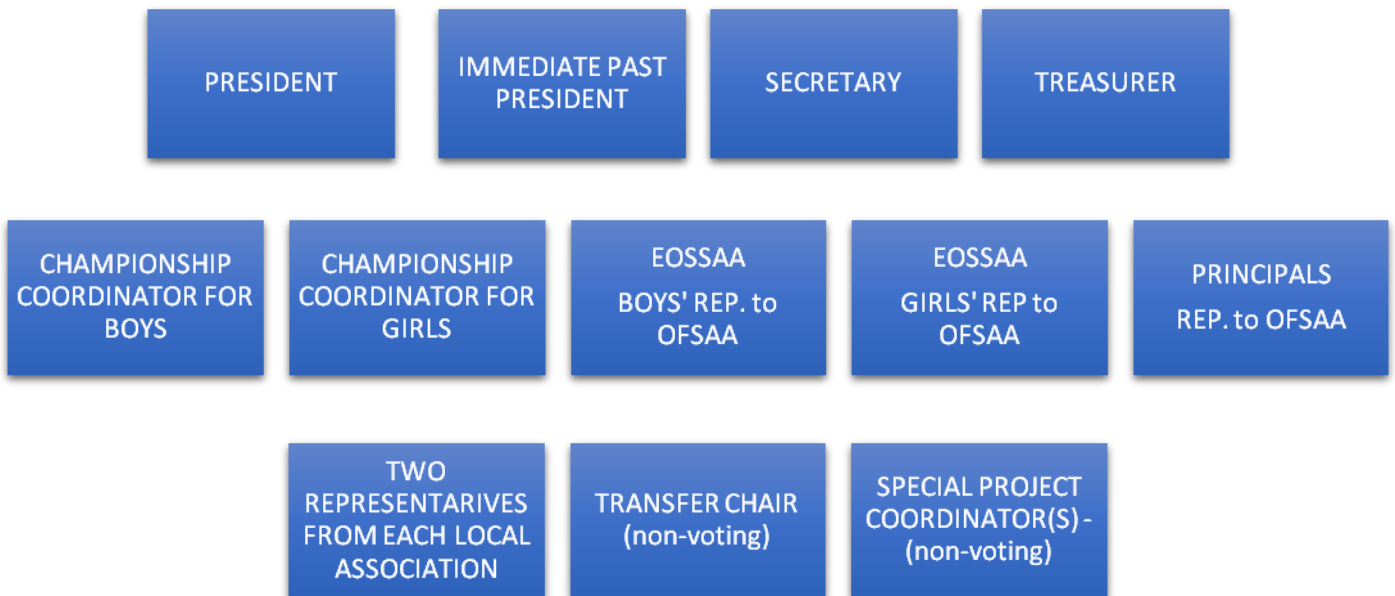 PRESIDENT
IMMEDIATE PAST
PRESIDENT
SECRETARY
TREASURER
CHAMPIONSHIP
COORDINATOR FOR
BOYS
CHAMPIONSHIP
COORDINATOR FOR
GIRLS
EOSSAA
BOYS' REP. to
OFSAA
EOSSAA
GIRLS' REP to
OFSAA
PRINCIPALS
REP. to OFSAA
TWO
REPRESENTARIVES
FROM EACH LOCAL
ASSOCIATION
TRANSFER CHAIR
(non-voting)
SPECIAL PROJECT
COORDINATOR(S) -
(non-voting)